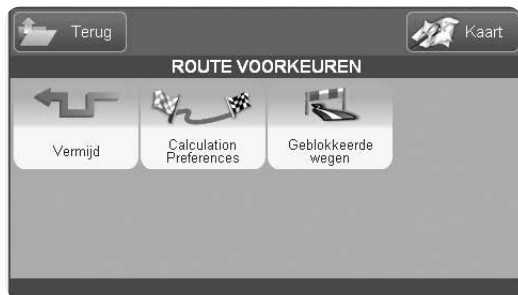 Terug
Kaart
ROUTE VOORKEUREN
Vermijd
Calculation
Preferences
Geblokkeerde
wegen